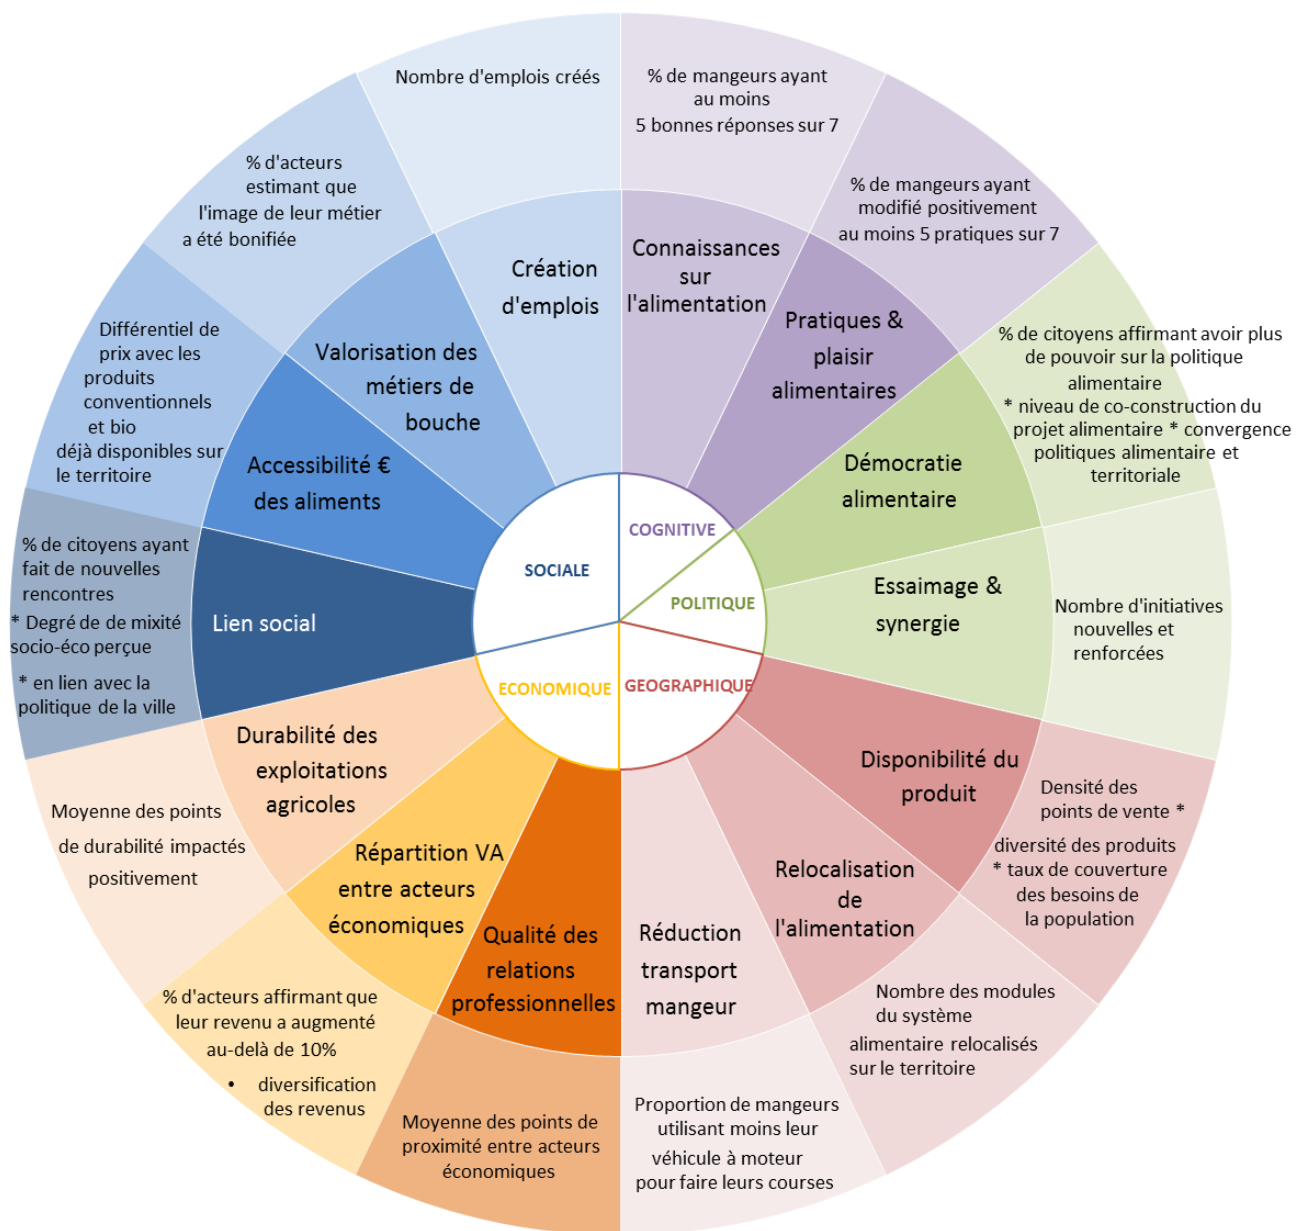 Nombre d'emplois créés
% de mangeurs ayant
au moins
5 bonnes réponses sur 7
% de mangeurs ayant
modifié positivement
au moins 5 pratiques sur 7
% de citoyens affirmant avoir plus
de pouvoir sur la politique
alimentaire
* niveau de co-construction du
projet alimentaire * convergence
politiques alimentaire et
territoriale
Nombre d'initiatives
nouvelles et
renforcées
Densité des
points de vente *
diversité des produits
* taux de couverture
des besoins de
la population
Nombre des modules
du système
alimentaire relocalisés
sur le territoire
Proportion de mangeurs
utilisant moins leur
véhicule à moteur
pour faire leurs courses
Moyenne des points de
proximité entre acteurs
économiques
% d'acteurs affirmant que
leur revenu a augmenté
au-delà de 10%
• diversification
des revenus
Moyenne des points
de durabilité impactés
positivement
% de citoyens ayant
fait de nouvelles
rencontres
* Degré de de mixité
socio-éco perçue
* en lien avec la
politique de la ville
Différentiel de
prix avec les
produits
conventionnels
et bio
déjà disponibles sur
le territoire
% d'acteurs
estimant que
l'image de leur métier
a été bonifiée
Création
d'emplois
Connaissances
sur
l'alimentation
Pratiques &
plaisir
alimentaires
Démocratie
alimentaire
Essaimage &
synergie
Disponibilité du
produit
Relocalisation
de
l'alimentation
Réduction
transport
mangeur
Qualité des
relations
professionnelles
Répartition VA
entre acteurs
économiques
Durabilité des
exploitations
agricoles
Lien social
Accessibilité €
des aliments
Valorisation des
métiers de
bouche
COGNITIVE
POLITIQUE
GEOGRAPHIQUE
ECONOMIQUE
SOCIALE